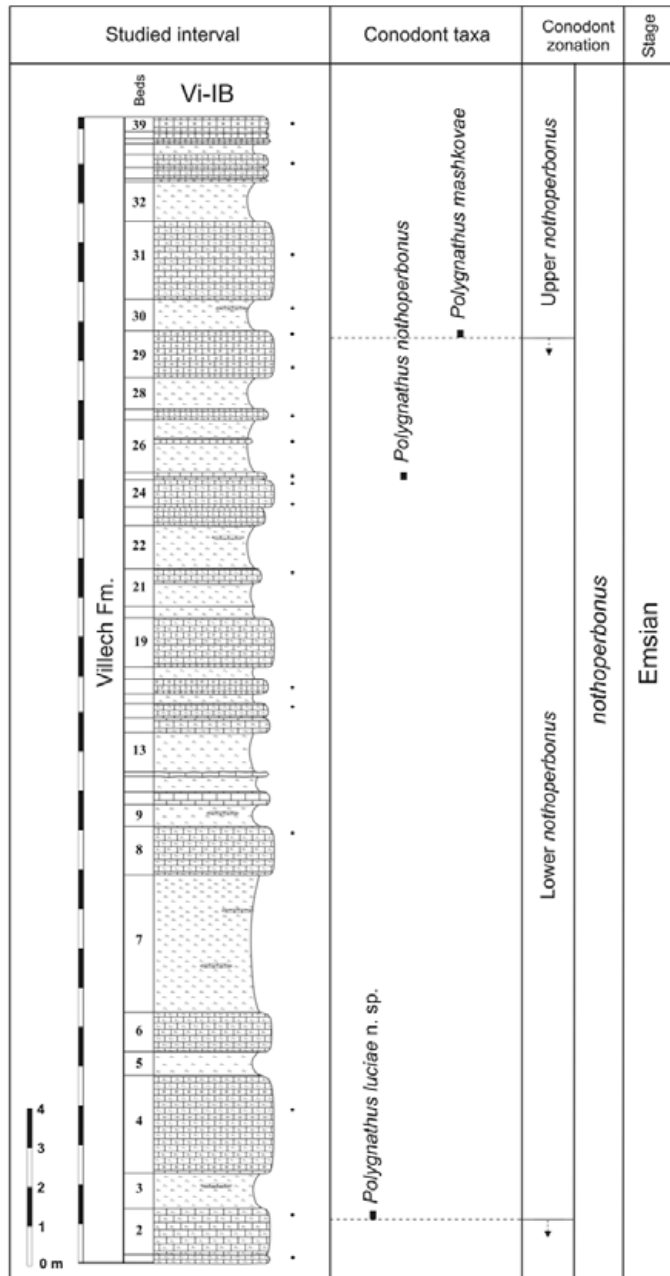 Studied interval
Conodont taxa
Conodont
zonation
Stage
Beds
Vi-IB
39
32
31
30
29
28
26
24
22
21
19
13
9
8
7
6
5
4
3
2
Villech Fm.
4
3
2
1
0 m
Polygnathus luciae n. sp.
Polygnathus nothoperbonus
Polygnathus mashkovae
Upper nothoperbonus
Lower nothoperbonus
nothoperbonus
Emsian